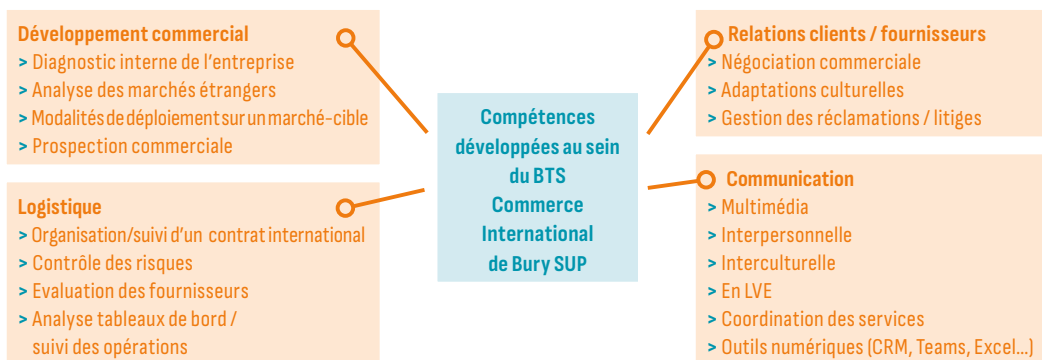 Développement commercial
> Diagnostic interne de l'entreprise
> Analyse des marchés étrangers
> Modalités de déploiement sur un marché-cible
> Prospection commerciale
Logistique
> Organisation/suivi d'un contrat international
> Contrôle des risques
> Evaluation des fournisseurs
> Analyse tableaux de bord /
suivi des opérations
Compétences
développées au sein
du BTS
Commerce
International
de Bury SUP
Relations clients / fournisseurs
> Négociation commerciale
> Adaptations culturelles
> Gestion des réclamations / litiges
Communication
> Multimédia
> Interpersonnelle
> Interculturelle
> En LVE
> Coordination des services
> Outils numériques (CRM, Teams, Excel...)